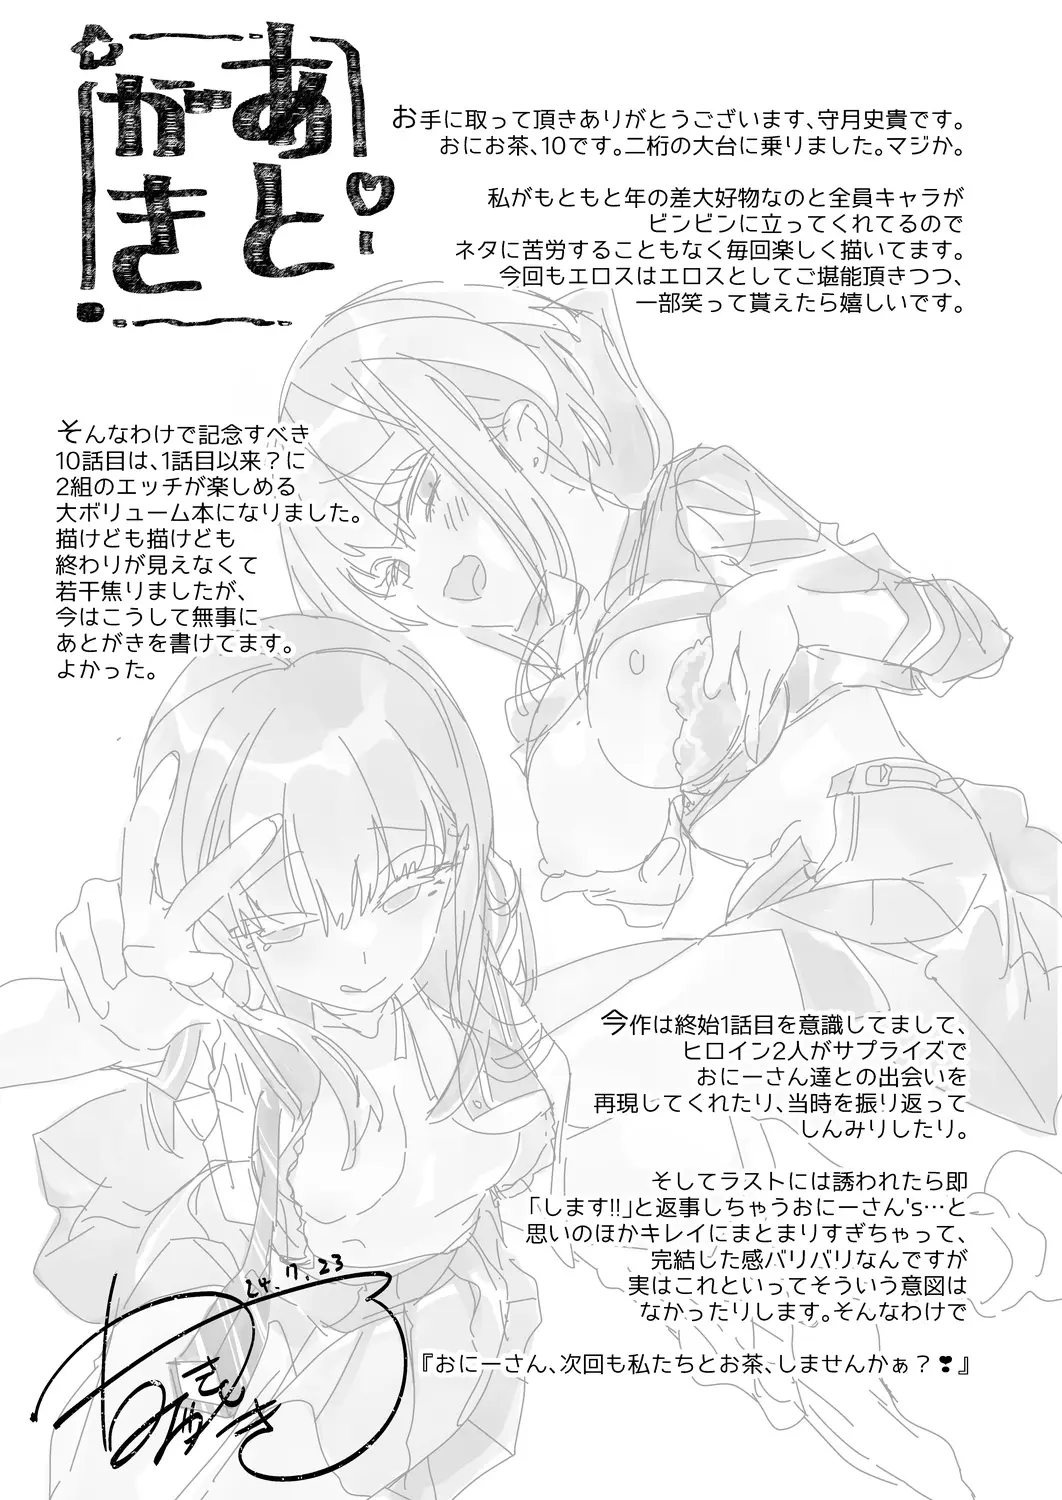 あと
がき
お手に取って頂きありがとうございます、守月史貴です。
おにお茶、10です。二桁の大台に乗りました。マジか。
私がもともと年の差大好物なのと全員キャラが
ビンビンに立ってくれてるので
ネタに苦労することもなく毎回楽しく描いてます。
今回もエロスはエロスとしてご堪能頂きつつ、
一部笑って貰えたら嬉しいです。
そんなわけで記念すべき
10話目は、1話目以来？に
2組のエッチが楽しめる
大ボリューム本になりました。
描けども描けども
終わりが見えなくて
若干焦りましたが、
今はこうして無事に
あとがきを書けてます。
よかった。
今作は終始1話目を意識してまして、
ヒロイン2人がサプライズで
おにーさん達との出会いを
再現してくれたり、当時を振り返って
しんみりしたり。
そしてラストには誘われたら即
「します!!」と返事しちゃうおにーさん's…と
思いのほかキレイにまとまりすぎちゃって、
完結した感バリバリなんですが
実はこれといってそういう意図は
なかったりします。そんなわけで
『おにーさん、次回も私たちとお茶、しませんかぁ？❣』
24.7.23